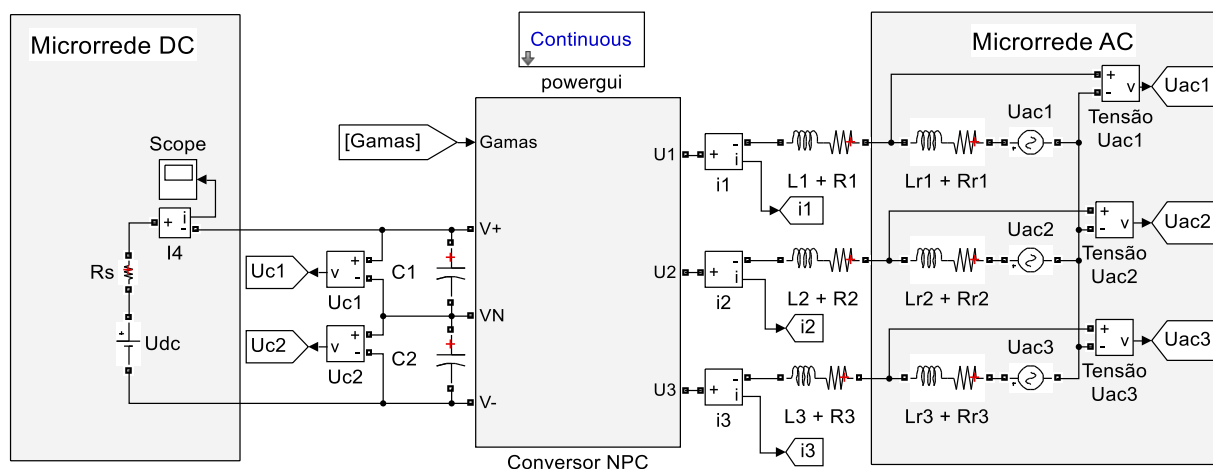 Microrrede DC
Scope
i
+
-
I4
Rs
+
Udc
Uc1
v
+
-
Uc1
Uc2
v
+
-
Uc2
C1
+
C2
+
Continuous
powergui
[Gamas]
Gamas
V+
VN
V-
U1
U2
U3
Conversor NPC
+
-
i
i1
i1
L1 + R1
+
-
i
i2
i2
L2 + R2
+
-
i
i3
i3
L3 + R3
Microrrede AC
Lr1 + Rr1
Uac1
+
-
v
Tensão
Uac1
Uac1
Lr2 + Rr2
Uac2
+
-
v
Tensão
Uac2
Uac2
Lr3 + Rr3
Uac3
+
-
v
Tensão
Uac3
Uac3